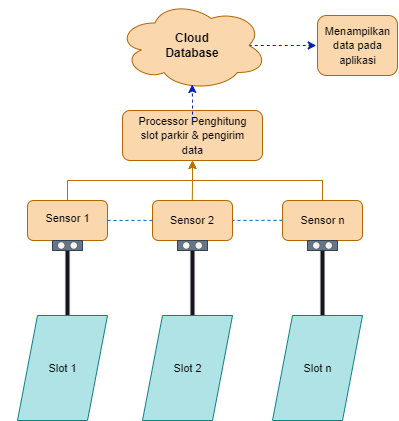 Cloud
Database
Menampilkan
data pada
aplikasi
Processor Penghitung
slot parkir & pengirim
data
Sensor 1
Sensor 2
Sensor n
Slot 1
Slot 2
Slot n